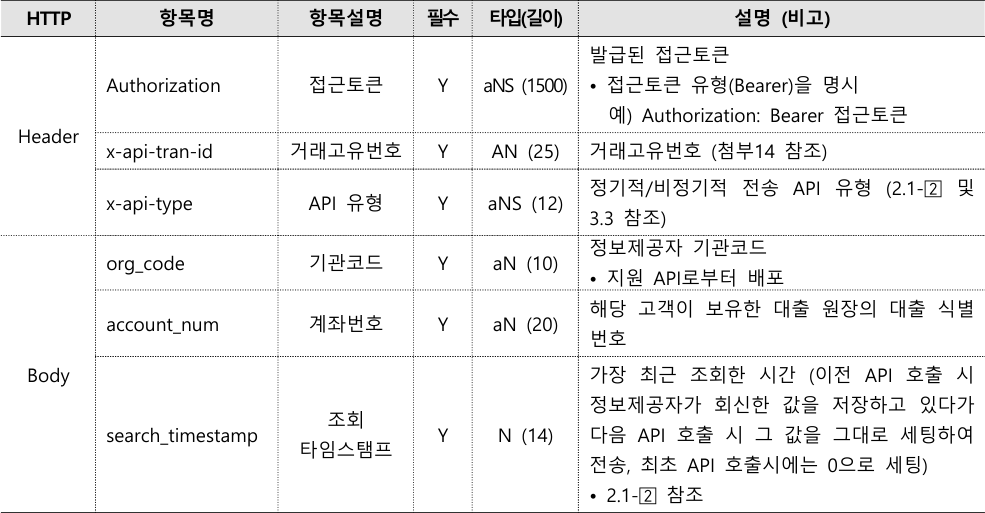 HTTP 항목명 항목설명 필수 타입(길이) 설명 (비고)
Header
Authorization 접근토큰 Y aNS (1500) 발급된 접근토큰
• 접근토큰 유형(Bearer)을 명시
예) Authorization: Bearer 접근토큰
x-api-tran-id 거래고유번호 Y AN (25) 거래고유번호 (첨부14 참조)
x-api-type API 유형 Y aNS (12) 정기적/비정기적 전송 API 유형 (2.1-2️⃣ 및
3.3 참조)
Body
org_code 기관코드 Y aN (10) 정보제공자 기관코드
• 지원 API로부터 배포
account_num 계좌번호 Y aN (20) 해당 고객이 보유한 대출 원장의 대출 식별
번호
search_timestamp 조회
타임스탬프 Y N (14) 가장 최근 조회한 시간 (이전 API 호출 시
정보제공자가 회신한 값을 저장하고 있다가
다음 API 호출 시 그 값을 그대로 세팅하여
전송, 최초 API 호출시에는 0으로 세팅)
• 2.1-2️⃣ 참조